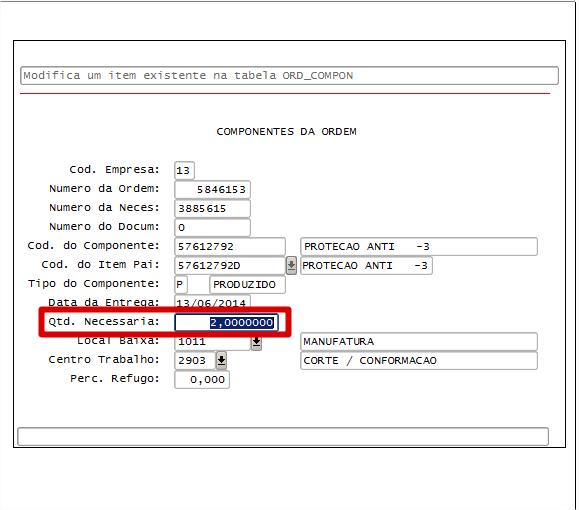 Modifica um item existente na tabela ORD_COMPON
COMPONENTES DA ORDEM
Cod. Empresa: 13
Numero da Ordem: 5846153
Numero da Neces: 3885615
Numero do Docum: 0
Cod. do Componente: 57612792 PROTECAO ANTI -3
Cod. do Item Pai: 57612792D PROTECAO ANTI -3
Tipo do Componente: P PRODUZIDO
Data da Entrega: 13/06/2014
Qtd. Necessaria: 2,0000000
Local Baixa: 1011 MANUFATURA
Centro Trabalho: 2903 CORTE / CONFORMACAO
Perc. Refugo: 0,000